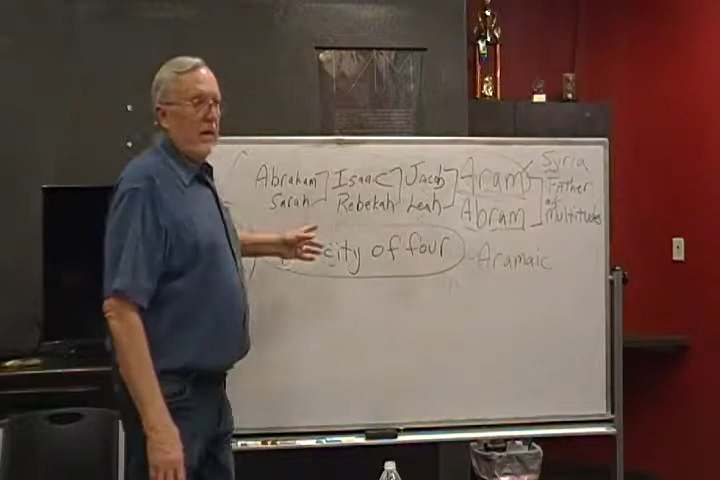 Abraham Isaac Jacob Aram Syria
Sarah Rebekah Leah Abram Father
of
Multitudes
city of four - Aramaic